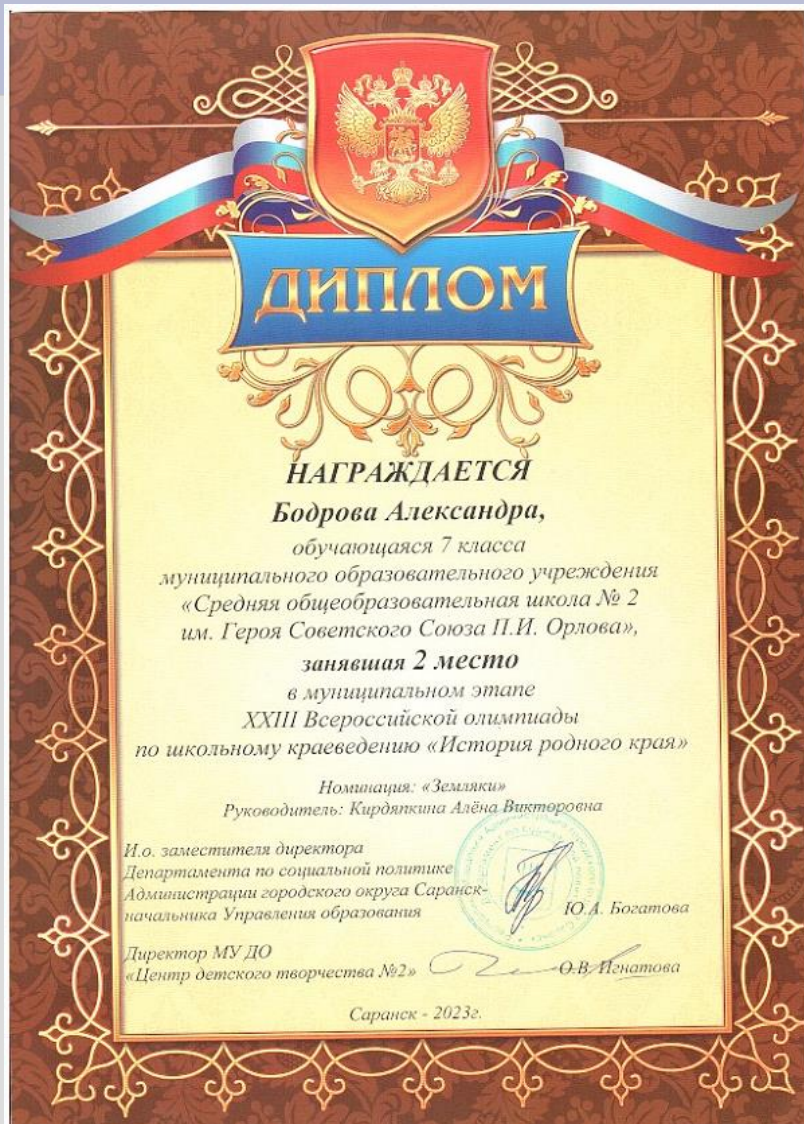 ДИПЛОМ
НАГРАЖДАЕТСЯ
Бодрова Александра,
обучающаяся 7 класса
муниципального образовательного учреждения
«Средняя общеобразовательная школа № 2
им. Героя Советского Союза П.И. Орлова»,
занявшая 2 место
в муниципальном этапе
XXIII Всероссийской олимпиады
по школьному краеведению «История родного края»
Номинация: «Земляки»
Руководитель: Кирдяпкина Алёна Викторовна
И.о. заместителя директора
Департамента по социальной политике
Администрации городского округа Саранск-
начальника Управления образования
Ю.А. Богатова
Директор МУ ДО
«Центр детского творчества №2»
О.В. Игнатова
Саранск - 2023г.